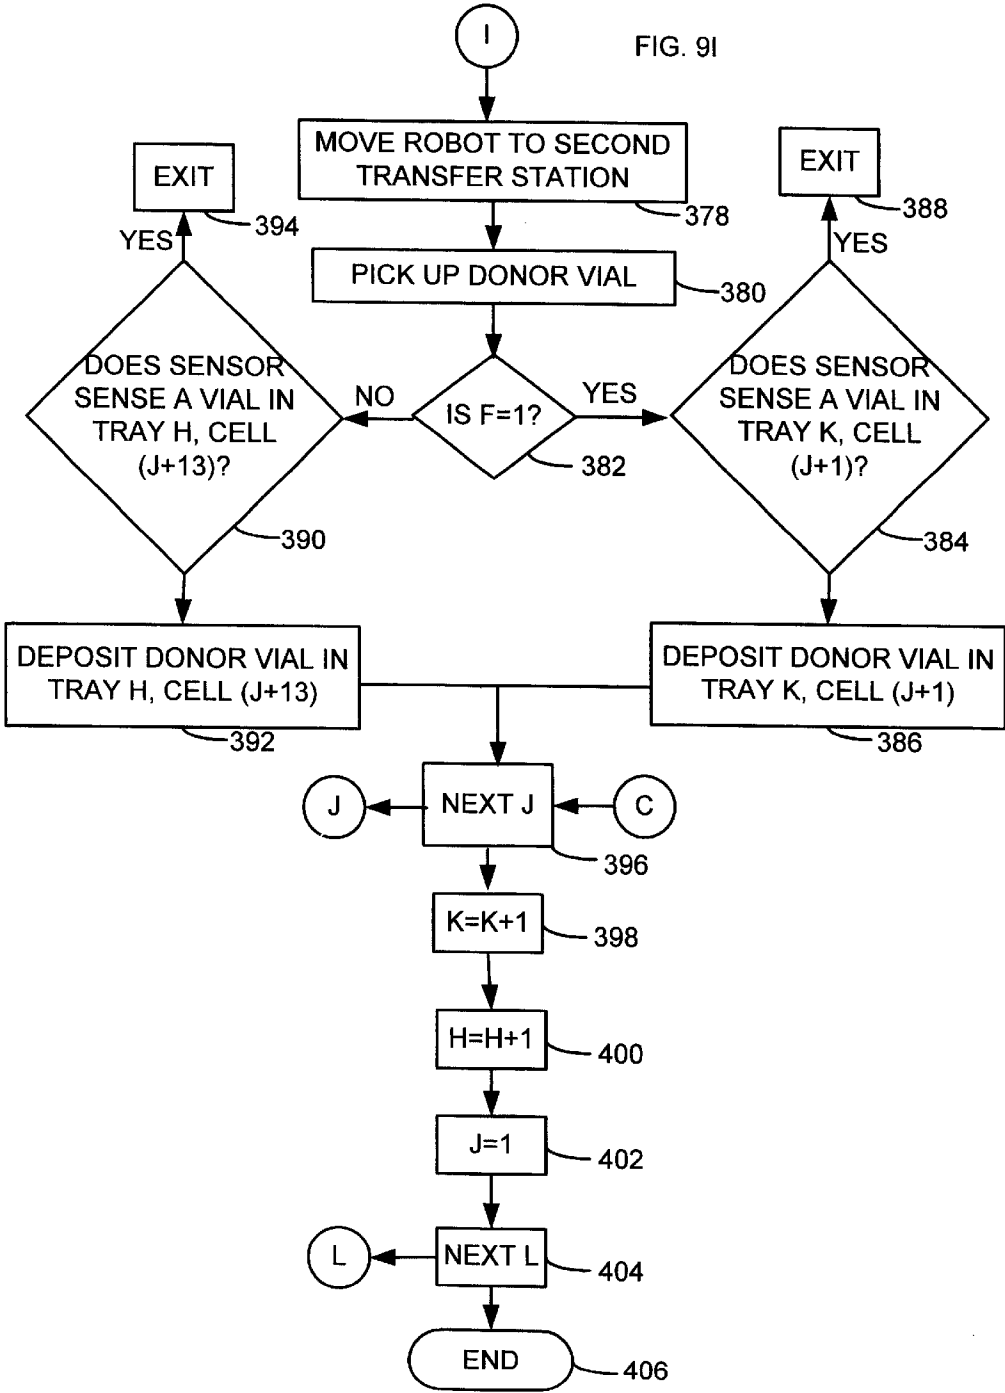 I
FIG. 9I
MOVE ROBOT TO SECOND
TRANSFER STATION
378
EXIT
394
EXIT
388
YES
YES
PICK UP DONOR VIAL
380
DOES SENSOR
SENSE A VIAL IN
TRAY H, CELL
(J+13)?
390
NO
IS F=1?
382
YES
DOES SENSOR
SENSE A VIAL IN
TRAY K, CELL
(J+1)?
384
DEPOSIT DONOR VIAL IN
TRAY H, CELL (J+13)
392
DEPOSIT DONOR VIAL IN
TRAY K, CELL (J+1)
386
J
NEXT J
C
396
K=K+1
398
H=H+1
400
J=1
402
L
NEXT L
404
END
406